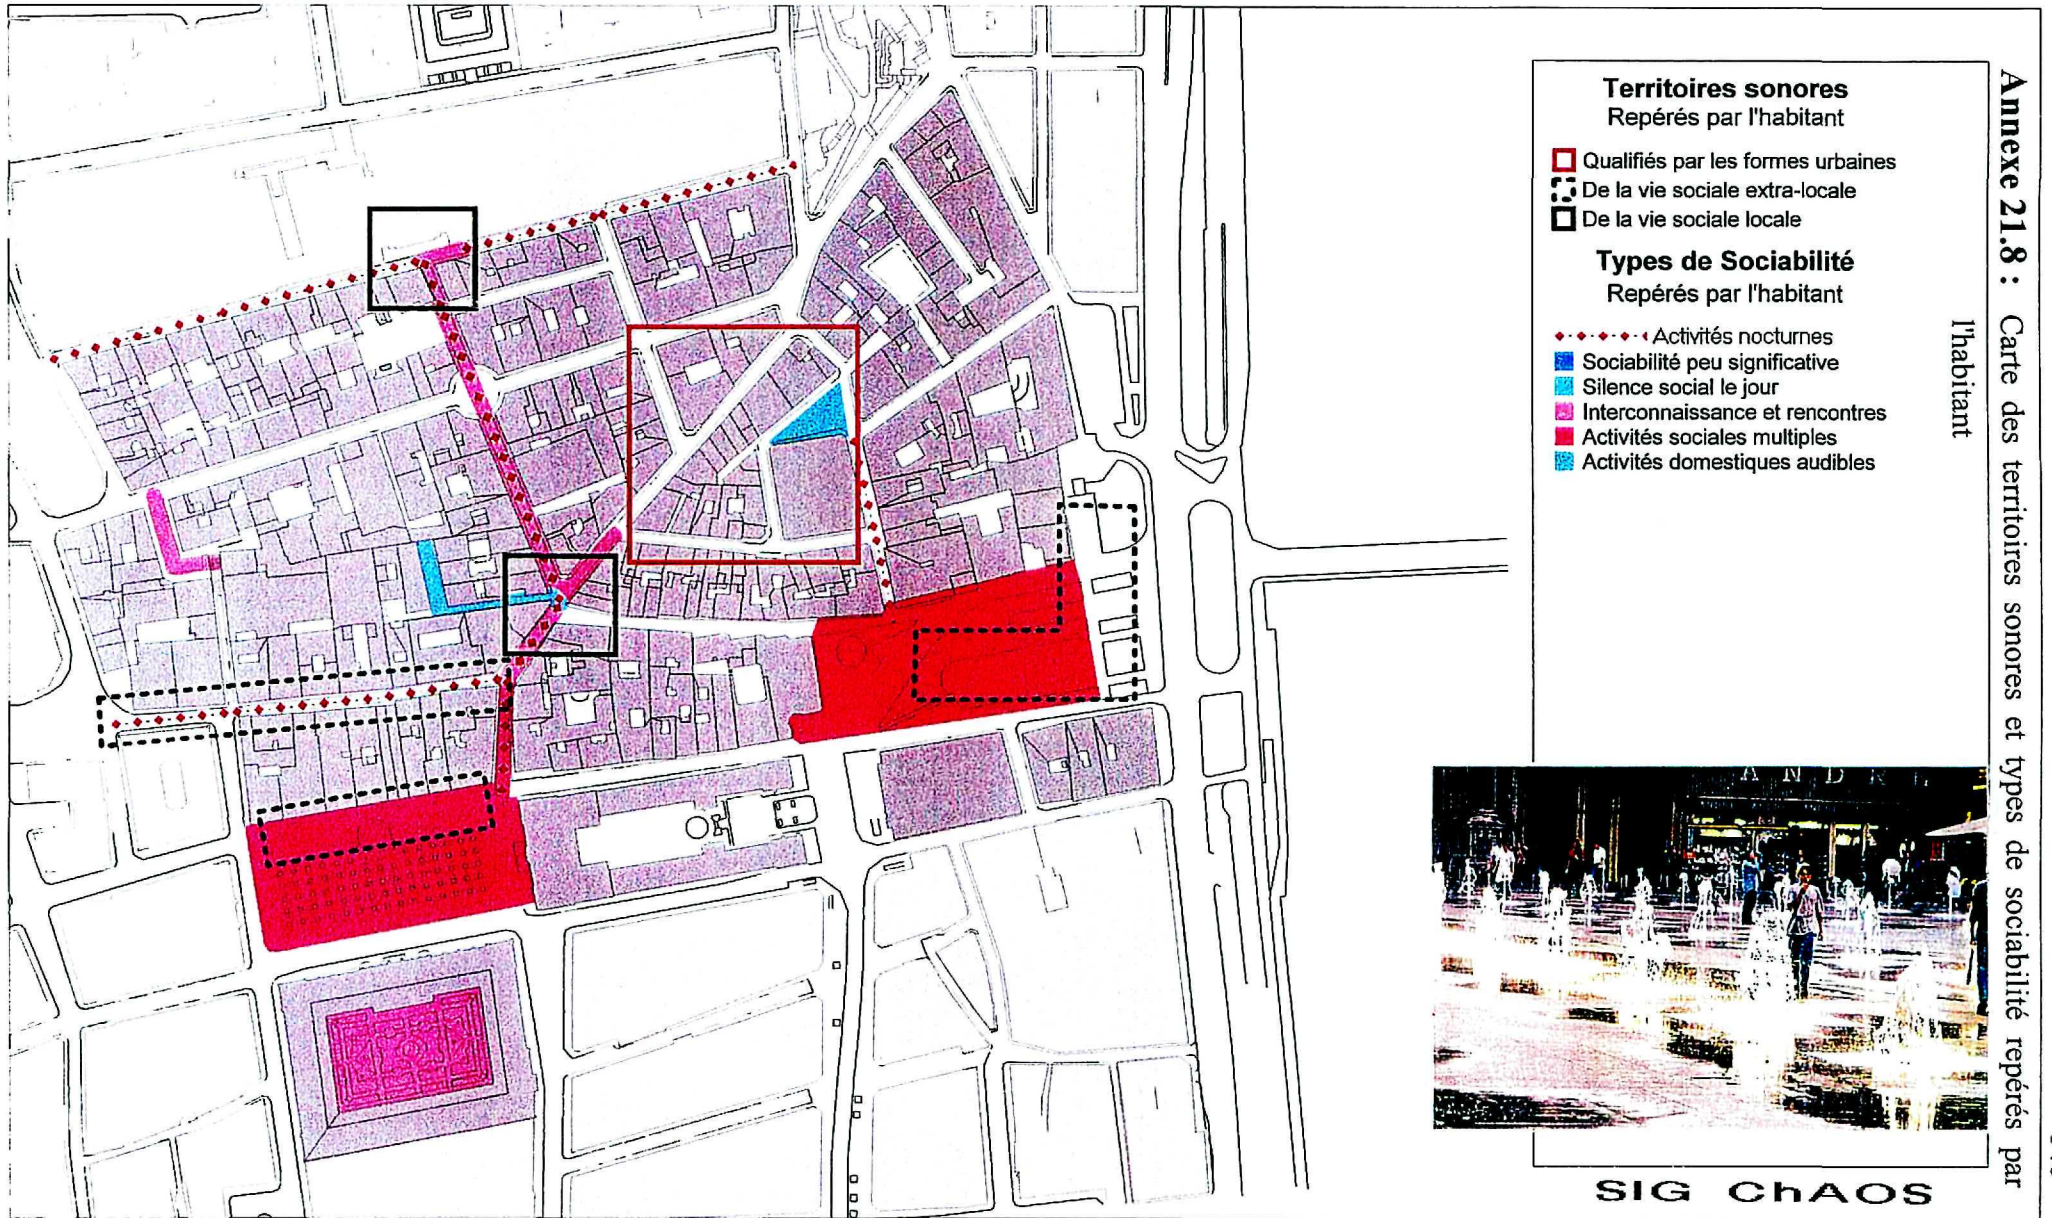 Annexe 21.8 : Carte des territoires sonores et types de sociabilité repérés par
l'habitant
Territoires sonores
Repérés par l'habitant
Qualifiés par les formes urbaines
De la vie sociale extra-locale
De la vie sociale locale
Types de Sociabilité
Repérés par l'habitant
Activités nocturnes
Sociabilité peu significative
Silence social le jour
Interconnaissance et rencontres
Activités sociales multiples
Activités domestiques audibles
ANDRE
SIG ChAOS